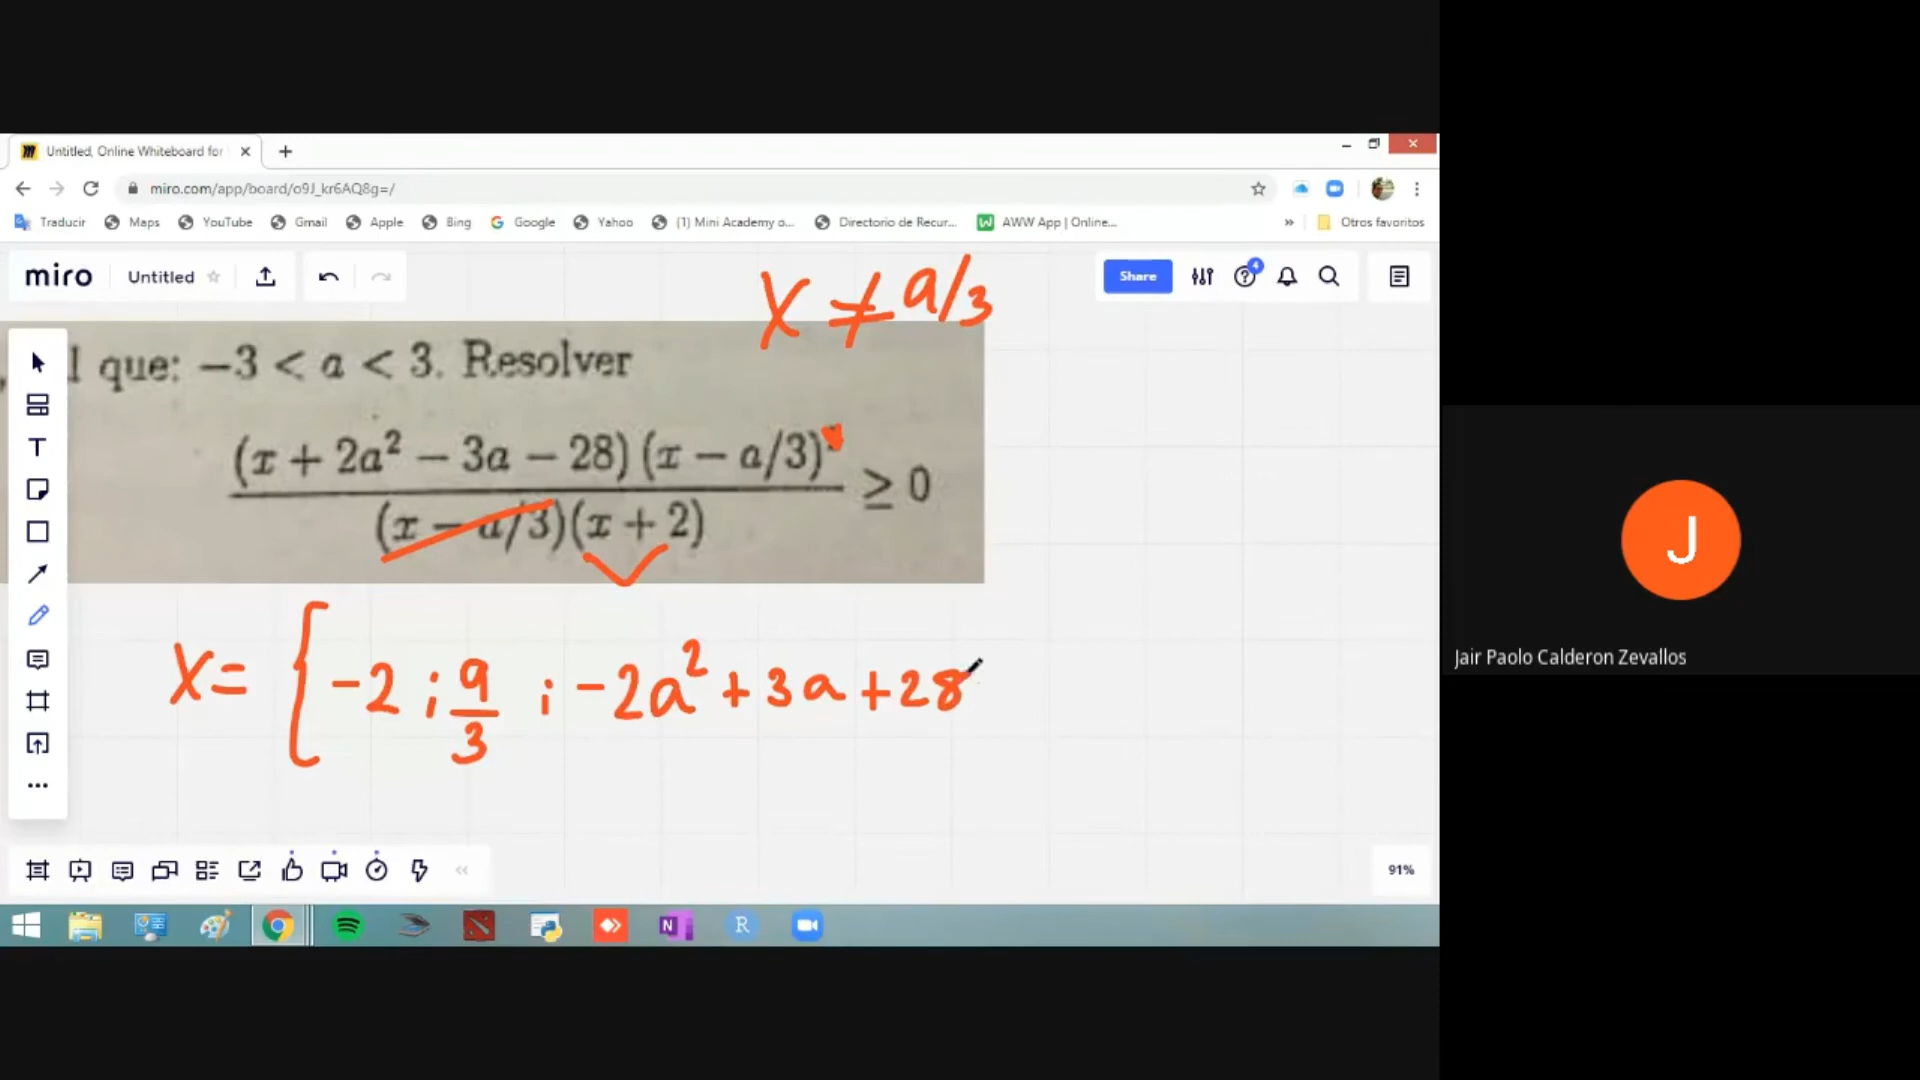 Untitled, Online Whiteboard for
miro.com/app/board/o9J_kr6AQ8g=/
Traducir Maps YouTube Gmail Apple Bing Google Yahoo (1) Mini Academy o... Directorio de Recur... AWW App | Online... » Otros favoritos
miro Untitled Share 4
x ≠ a/3
l que: −3 < a < 3. Resolver
(x + 2a² − 3a − 28) (x − a/3)
≥ 0
(x − a/3)(x + 2)
x = { -2 ; a/3 ; -2a² + 3a + 28
91%
J
Jair Paolo Calderon Zevallos